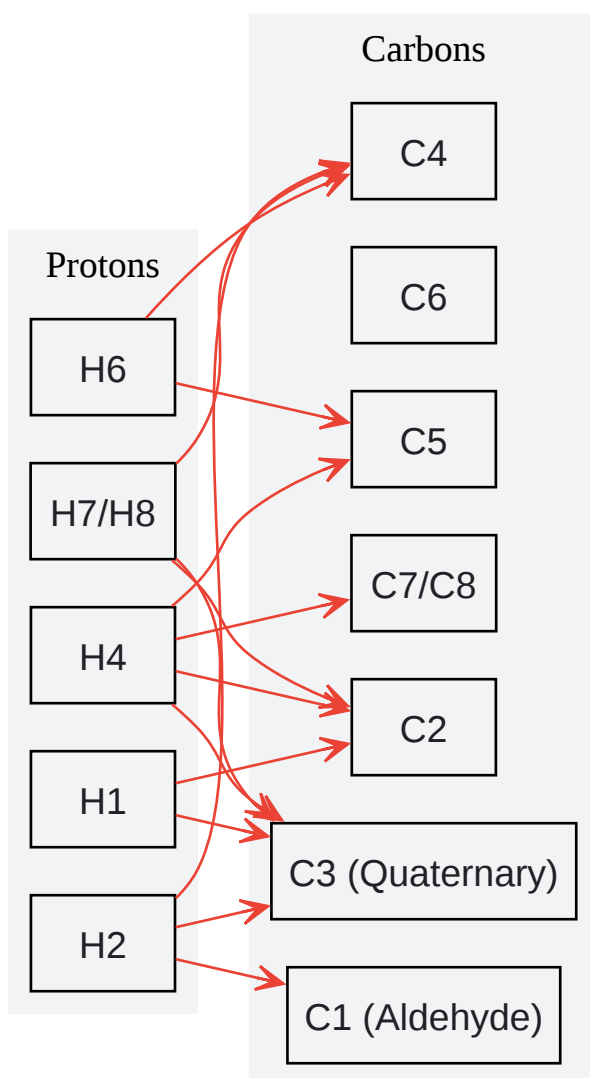 Protons
H6
H7/H8
H4
H1
H2
Carbons
C4
C6
C5
C7/C8
C2
C3 (Quaternary)
C1 (Aldehyde)